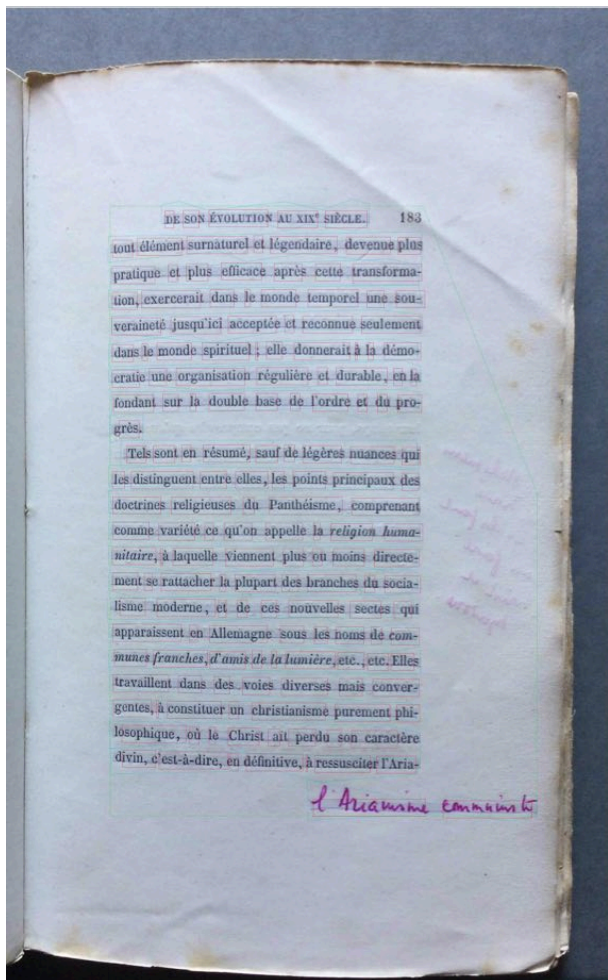 DE SON ÉVOLUTION AU XIXe SIÈCLE. 183
tout élément surnaturel et légendaire, devenue plus
pratique et plus efficace après cette transforma-
tion, exercerait dans le monde temporel une sou-
veraineté jusqu'ici acceptée et reconnue seulement
dans le monde spirituel ; elle donnerait à la démo-
cratie une organisation régulière et durable, en la
fondant sur la double base de l'ordre et du pro-
grès.
Tels sont en résumé, sauf de légères nuances qui
les distinguent entre elles, les points principaux des
doctrines religieuses du Panthéisme, comprenant
comme variété ce qu'on appelle la religion huma-
nitaire, à laquelle viennent plus ou moins directe-
ment se rattacher la plupart des branches du socia-
lisme moderne, et de ces nouvelles sectes qui
apparaissent en Allemagne sous les noms de com-
munes franches, d'amis de la lumière, etc., etc. Elles
travaillent dans des voies diverses mais conver-
gentes, à constituer un christianisme purement phi-
losophique, où le Christ ait perdu son caractère
divin, c'est-à-dire, en définitive, à ressusciter l'Aria-
l'Arianisme communiste